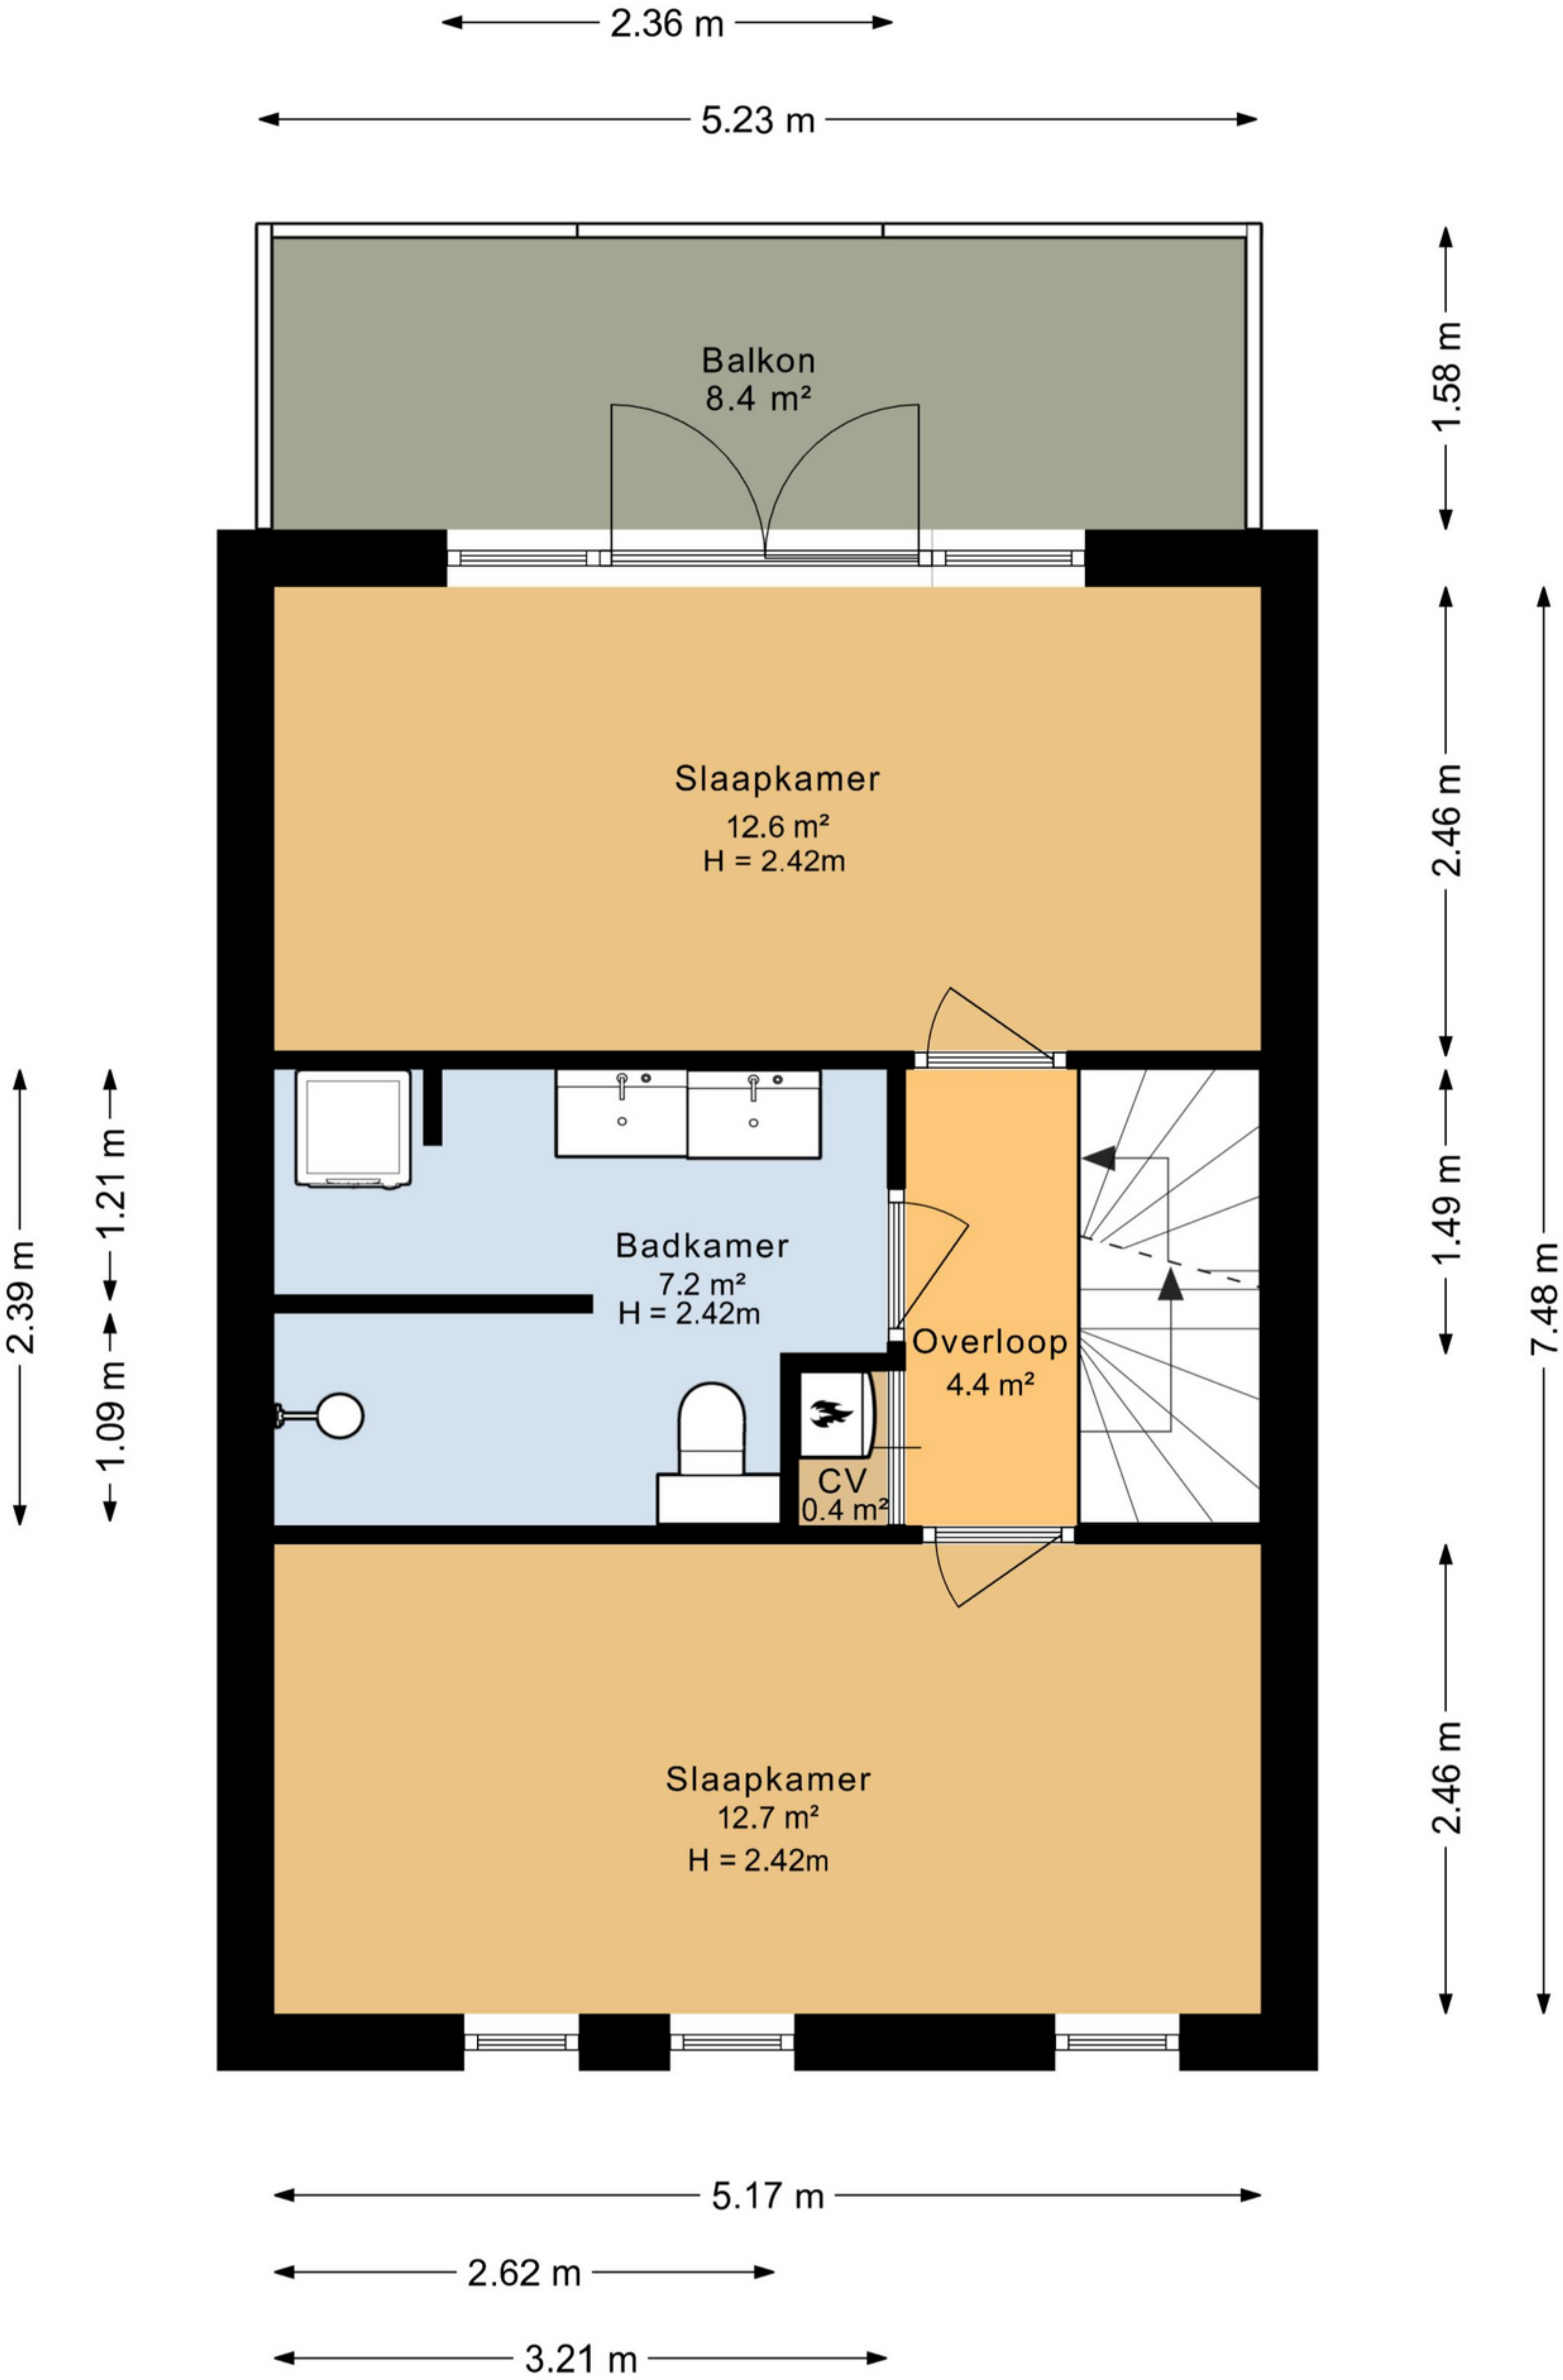 2.36 m
5.23 m
Balkon
8.4 m²
1.58 m
Slaapkamer
12.6 m²
H = 2.42m
2.46 m
7.48 m
2.39 m
1.21 m
1.09 m
Badkamer
7.2 m²
H = 2.42m
1.49 m
Overloop
4.4 m²
CV
0.4 m²
Slaapkamer
12.7 m²
H = 2.42m
2.46 m
5.17 m
2.62 m
3.21 m